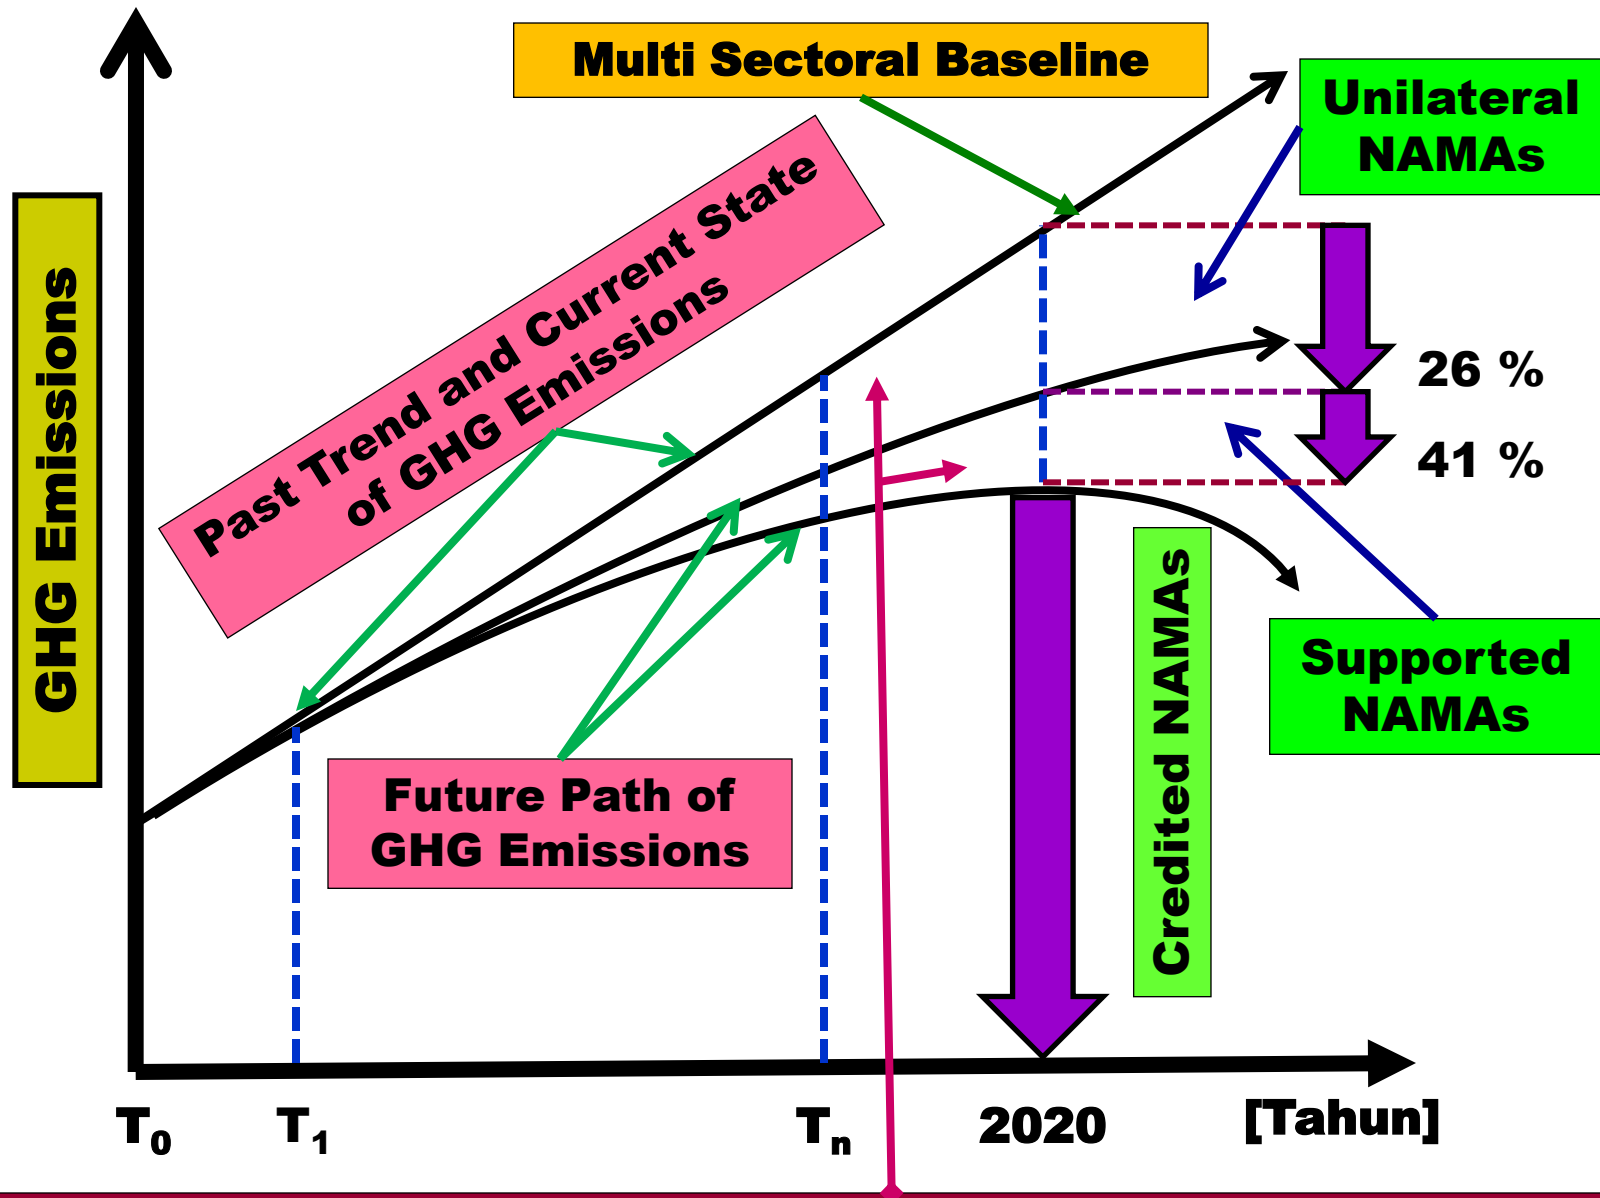 Multi Sectoral Baseline
Unilateral
NAMAs
Past Trend and Current State
of GHG Emissions
GHG Emissions
26 %
41 %
Credited NAMAs
Supported
NAMAs
Future Path of
GHG Emissions
T0
T1
Tn
2020
[Tahun]